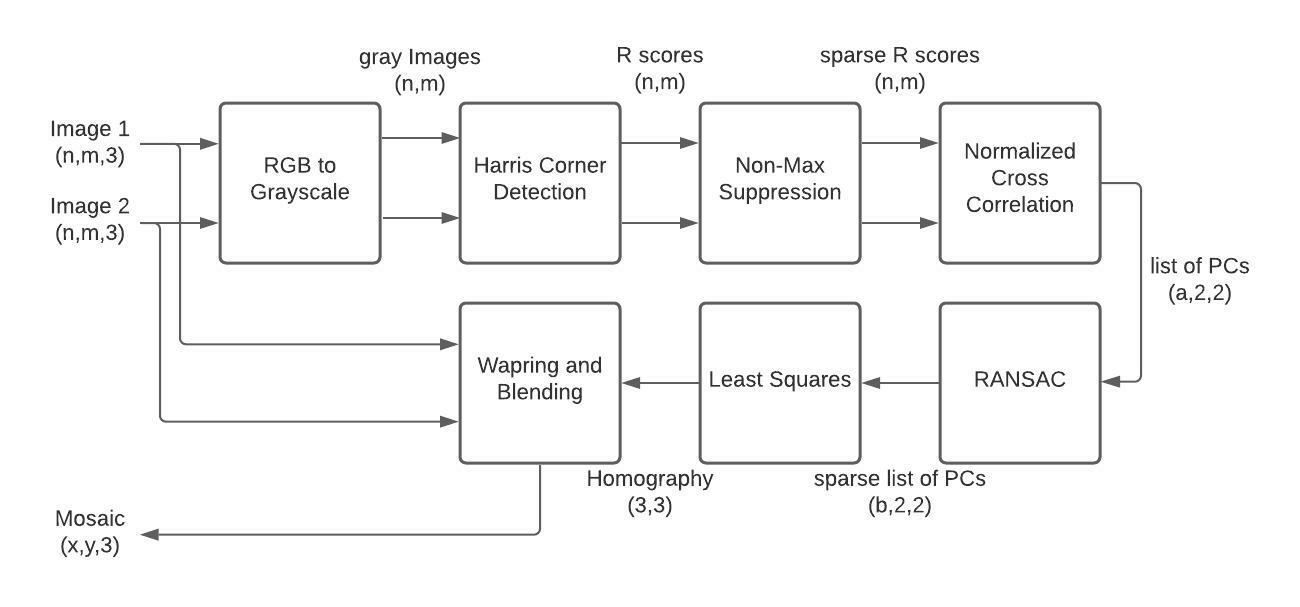 gray Images
(n,m)
R scores
(n,m)
sparse R scores
(n,m)
Image 1
(n,m,3)
Image 2
(n,m,3)
RGB to
Grayscale
Harris Corner
Detection
Non-Max
Suppression
Normalized
Cross
Correlation
list of PCs
(a,2,2)
Wapring and
Blending
Least Squares
RANSAC
Homography
(3,3)
sparse list of PCs
(b,2,2)
Mosaic
(x,y,3)